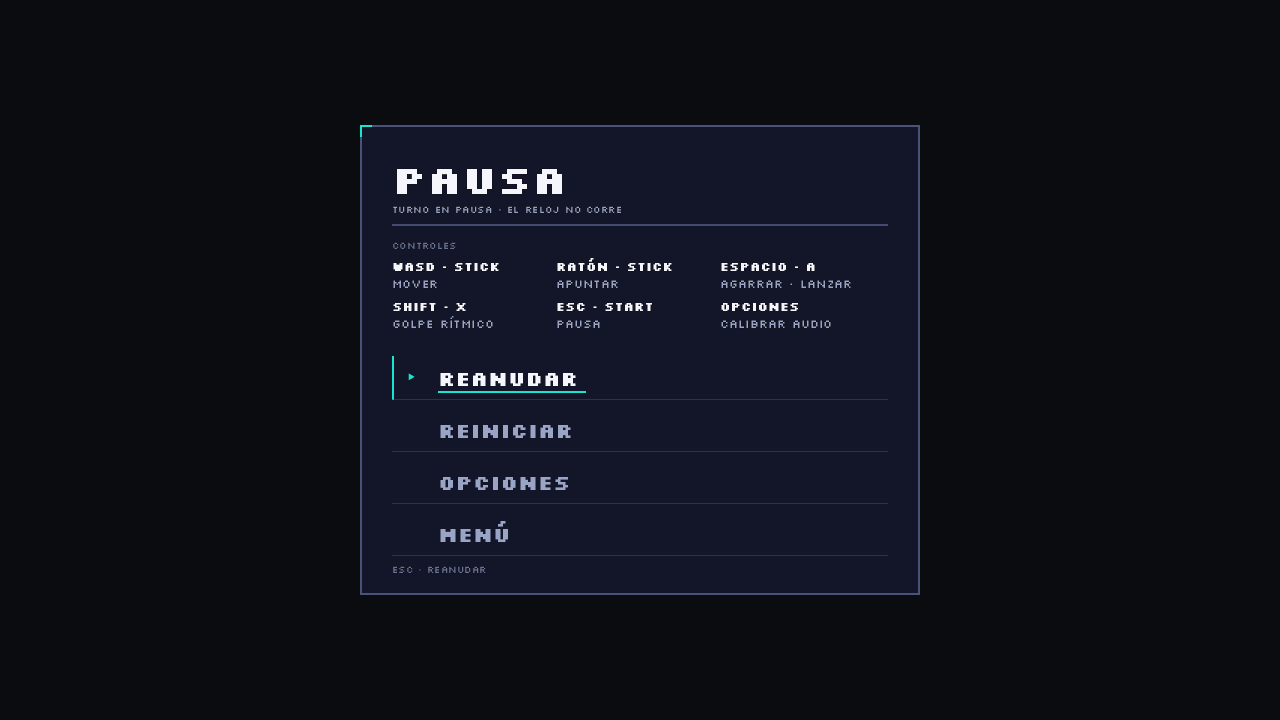 PAUSA
TURNO EN PAUSA · EL RELOJ NO CORRE
CONTROLES
WASD · STICK RATÓN · STICK ESPACIO · A
MOVER APUNTAR AGARRAR · LANZAR
SHIFT · X ESC · START OPCIONES
GOLPE RÍTMICO PAUSA CALIBRAR AUDIO
REANUDAR
REINICIAR
OPCIONES
MENÚ
ESC · REANUDAR